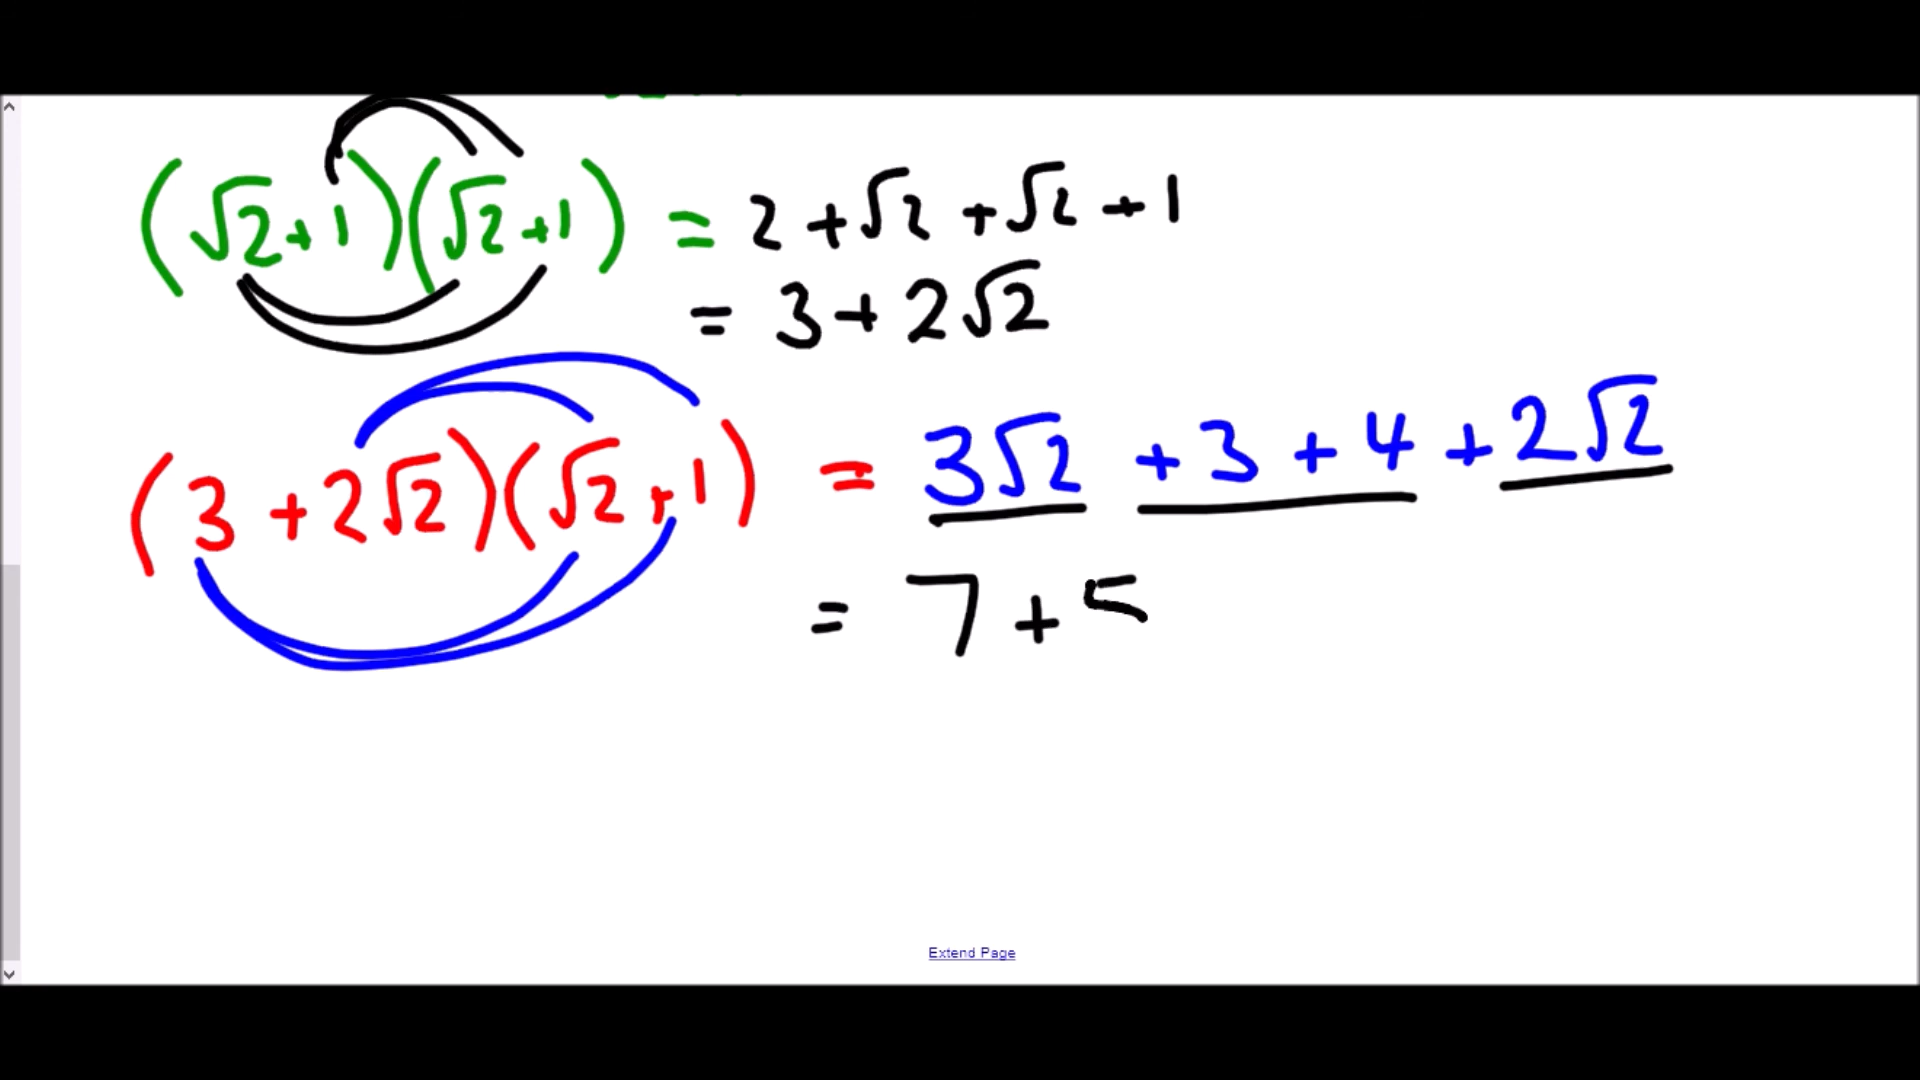 (√2+1)(√2+1) = 2+√2+√2+1
= 3+2√2
(3+2√2)(√2+1) = 3√2 +3+4+2√2
= 7+5
Extend Page